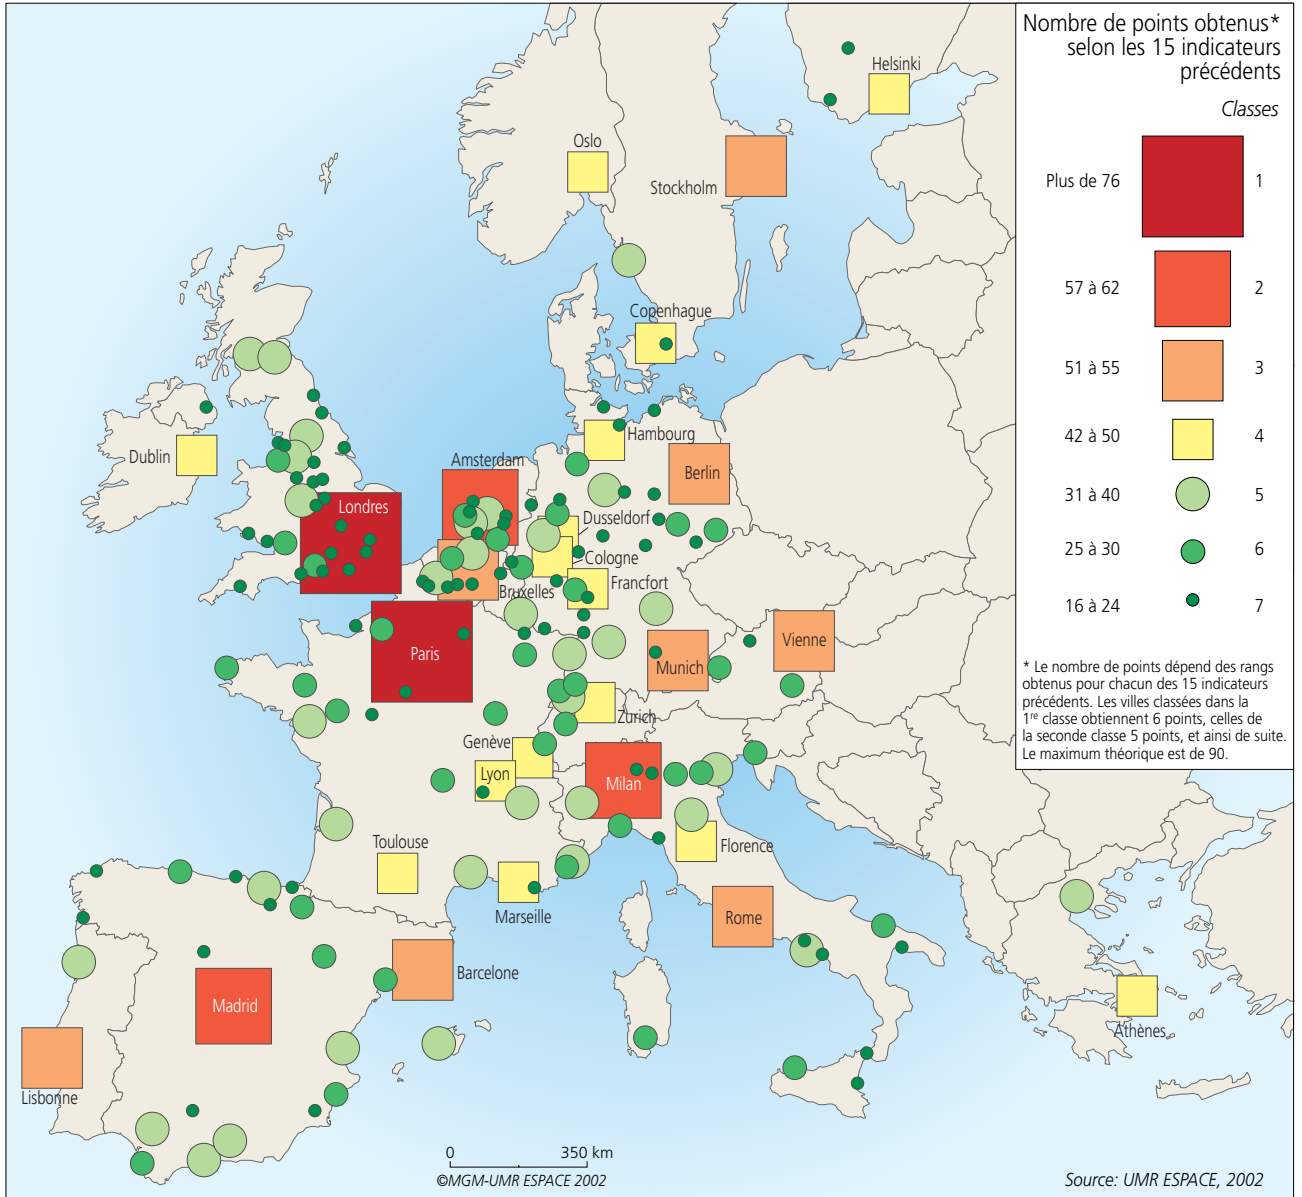 Nombre de points obtenus*
selon les 15 indicateurs
précédents
Classes
Plus de 76 1
57 à 62 2
51 à 55 3
42 à 50 4
31 à 40 5
25 à 30 6
16 à 24 7
* Le nombre de points dépend des rangs
obtenus pour chacun des 15 indicateurs
précédents. Les villes classées dans la
1re classe obtiennent 6 points, celles de
la seconde classe 5 points, et ainsi de suite.
Le maximum théorique est de 90.
Helsinki
Oslo
Stockholm
Copenhague
Hambourg
Dublin
Amsterdam
Berlin
Londres
Dusseldorf
Cologne
Francfort
Bruxelles
Vienne
Paris
Munich
Zurich
Genève
Lyon
Milan
Toulouse
Florence
Marseille
Rome
Barcelone
Madrid
Athènes
Lisbonne
0 350 km
©MGM-UMR ESPACE 2002
Source: UMR ESPACE, 2002